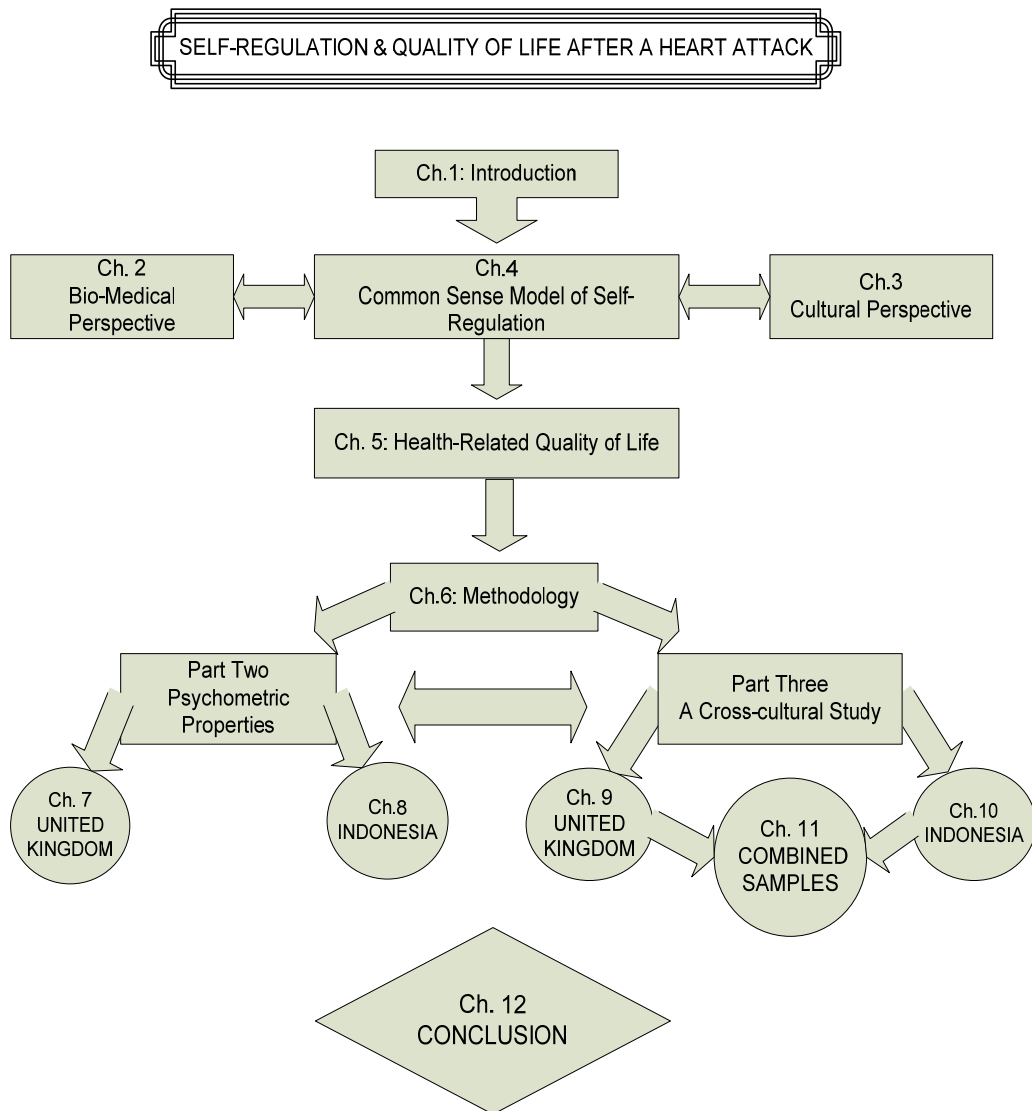 SELF-REGULATION & QUALITY OF LIFE AFTER A HEART ATTACK
Ch.1: Introduction
Ch. 2
Bio-Medical
Perspective
Ch.4
Common Sense Model of Self-
Regulation
Ch.3
Cultural Perspective
Ch. 5: Health-Related Quality of Life
Ch.6: Methodology
Part Two
Psychometric
Properties
Part Three
A Cross-cultural Study
Ch. 7
UNITED
KINGDOM
Ch.8
INDONESIA
Ch. 9
UNITED
KINGDOM
Ch. 11
COMBINED
SAMPLES
Ch.10
INDONESIA
Ch. 12
CONCLUSION